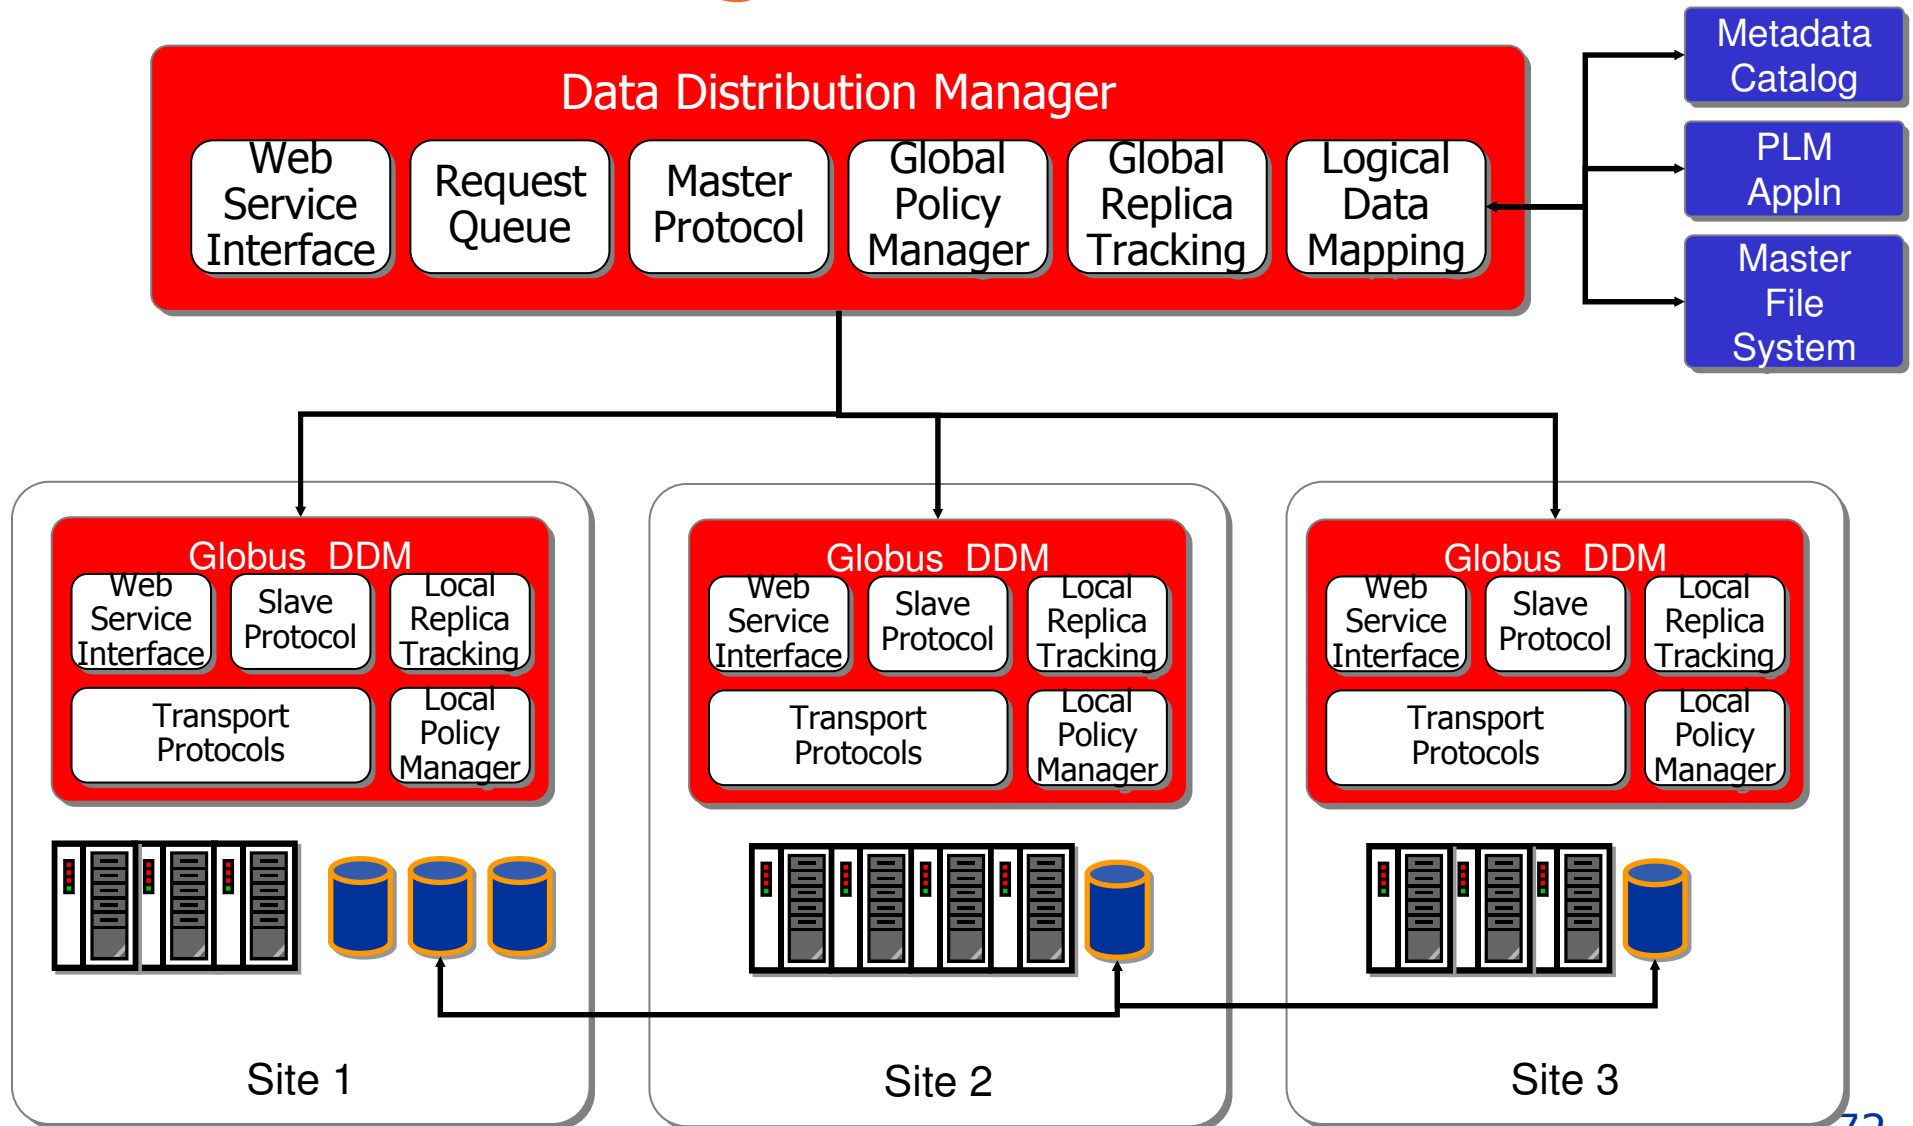 Data Distribution Manager
Web
Service
Interface
Request
Queue
Master
Protocol
Global
Policy
Manager
Global
Replica
Tracking
Logical
Data
Mapping
Metadata
Catalog
PLM
Appln
Master
File
System
Globus DDM
Web
Service
Interface
Slave
Protocol
Local
Replica
Tracking
Transport
Protocols
Local
Policy
Manager
Site 1
Globus DDM
Web
Service
Interface
Slave
Protocol
Local
Replica
Tracking
Transport
Protocols
Local
Policy
Manager
Site 2
Globus DDM
Web
Service
Interface
Slave
Protocol
Local
Replica
Tracking
Transport
Protocols
Local
Policy
Manager
Site 3